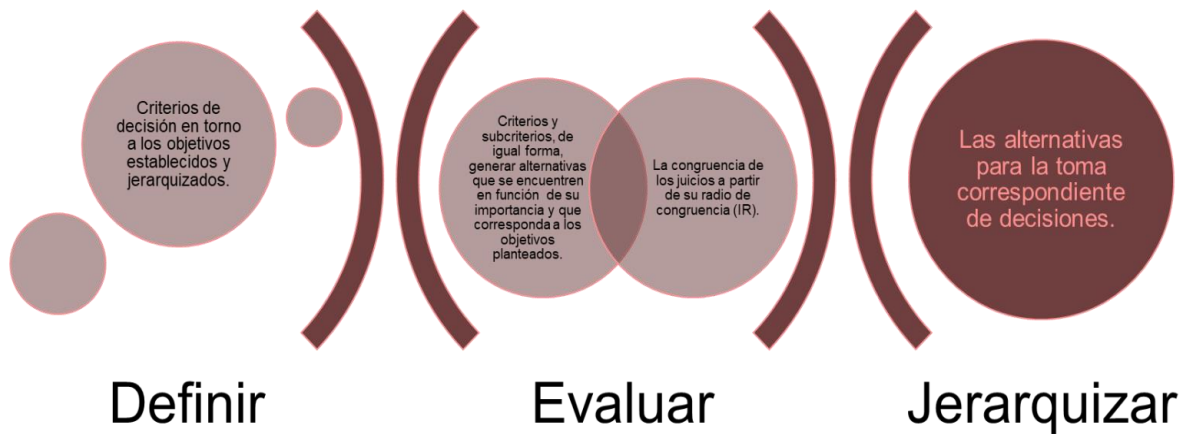 Criterios de
decisión en torno
a los objetivos
establecidos y
jerarquizados.
Criterios y
subcriterios, de
igual forma,
generar alternativas
que se encuentren
en función de su
importancia y que
corresponda a los
objetivos
planteados.
La congruencia de
los juicios a partir
de su radio de
congruencia (IR).
Las alternativas
para la toma
correspondiente
de decisiones.
Definir
Evaluar
Jerarquizar